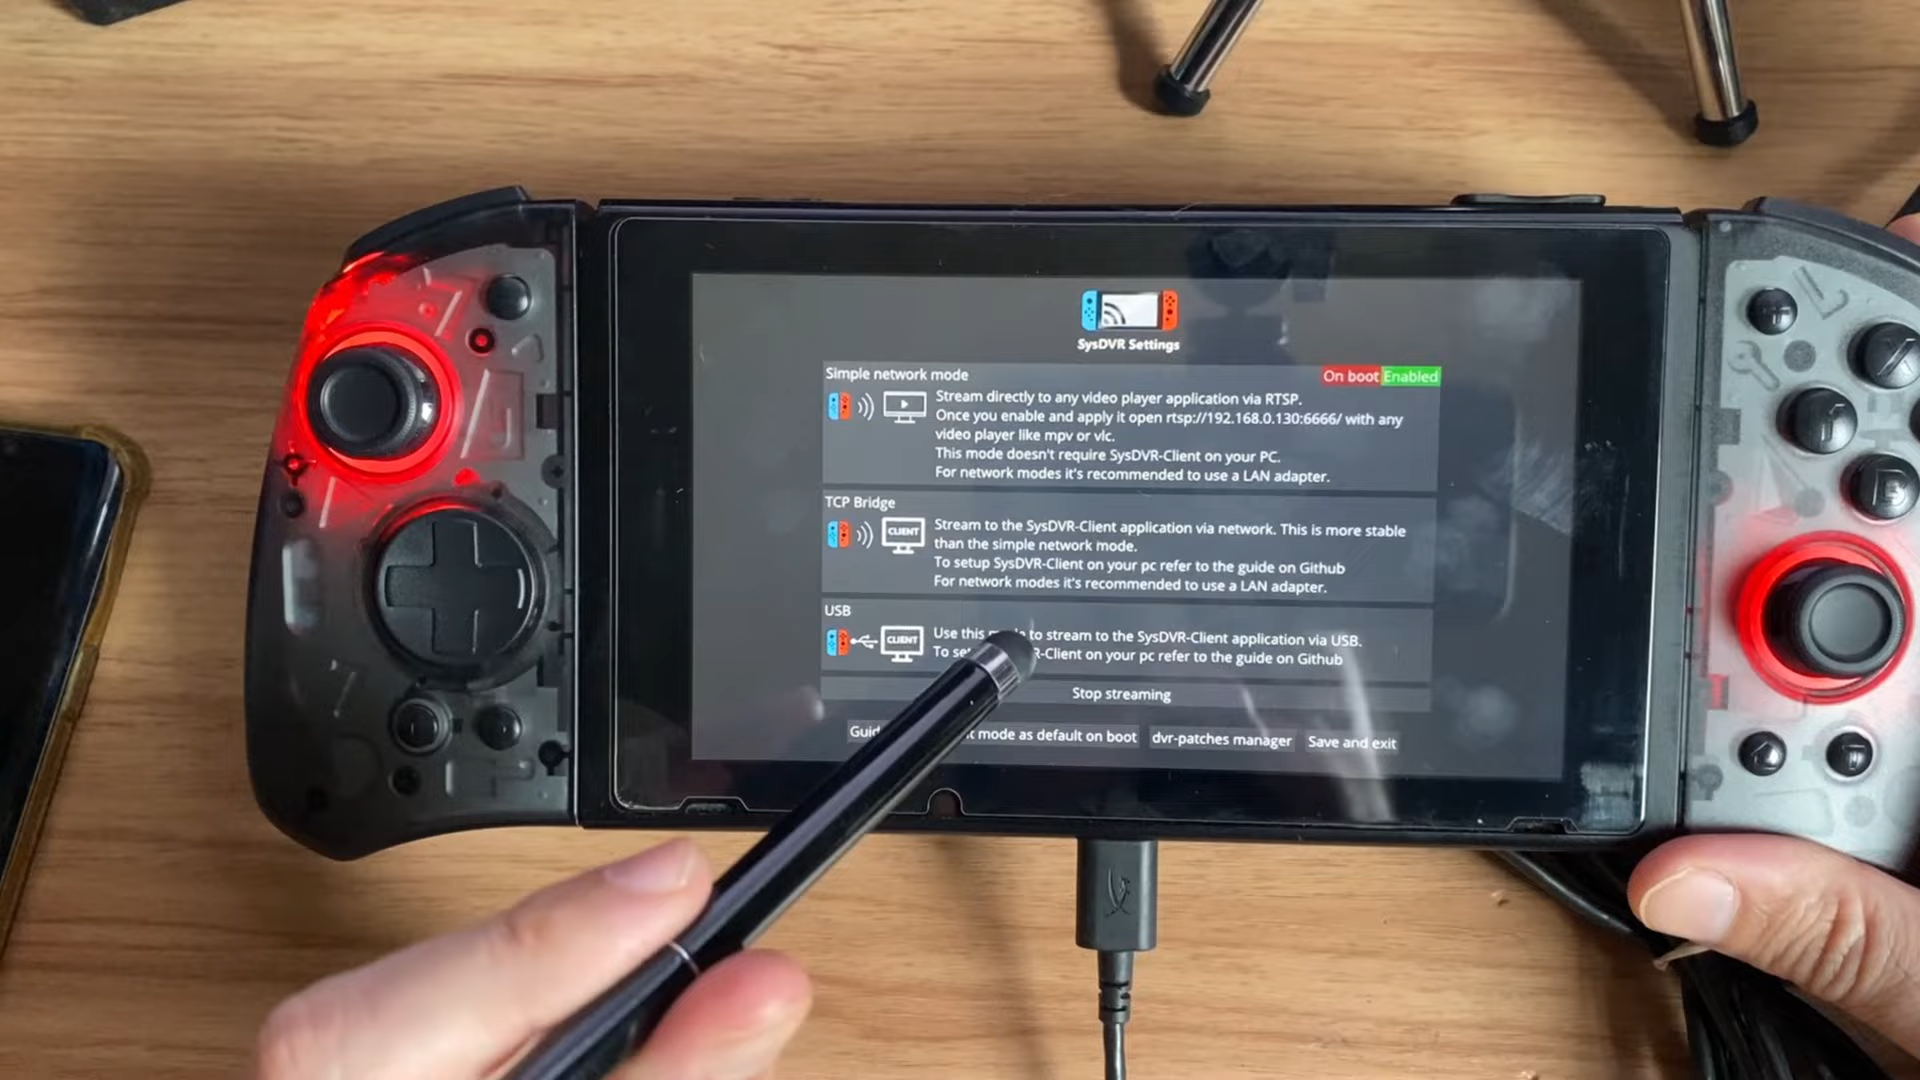 SysDVR Settings
Simple network mode
On boot Enabled
Stream directly to any video player application via RTSP.
Once you enable and apply it open rtsp://192.168.0.130:6666/ with any
video player like mpv or vlc.
This mode doesn't require SysDVR-Client on your PC.
For network modes it's recommended to use a LAN adapter.
TCP Bridge
CLIENT
Stream to the SysDVR-Client application via network. This is more stable
than the simple network mode.
To setup SysDVR-Client on your pc refer to the guide on Github
For network modes it's recommended to use a LAN adapter.
USB
CLIENT
Use this to stream to the SysDVR-Client application via USB.
To R-Client on your pc refer to the guide on Github
Stop streaming
mode as default on boot
dvr-patches manager
Save and exit